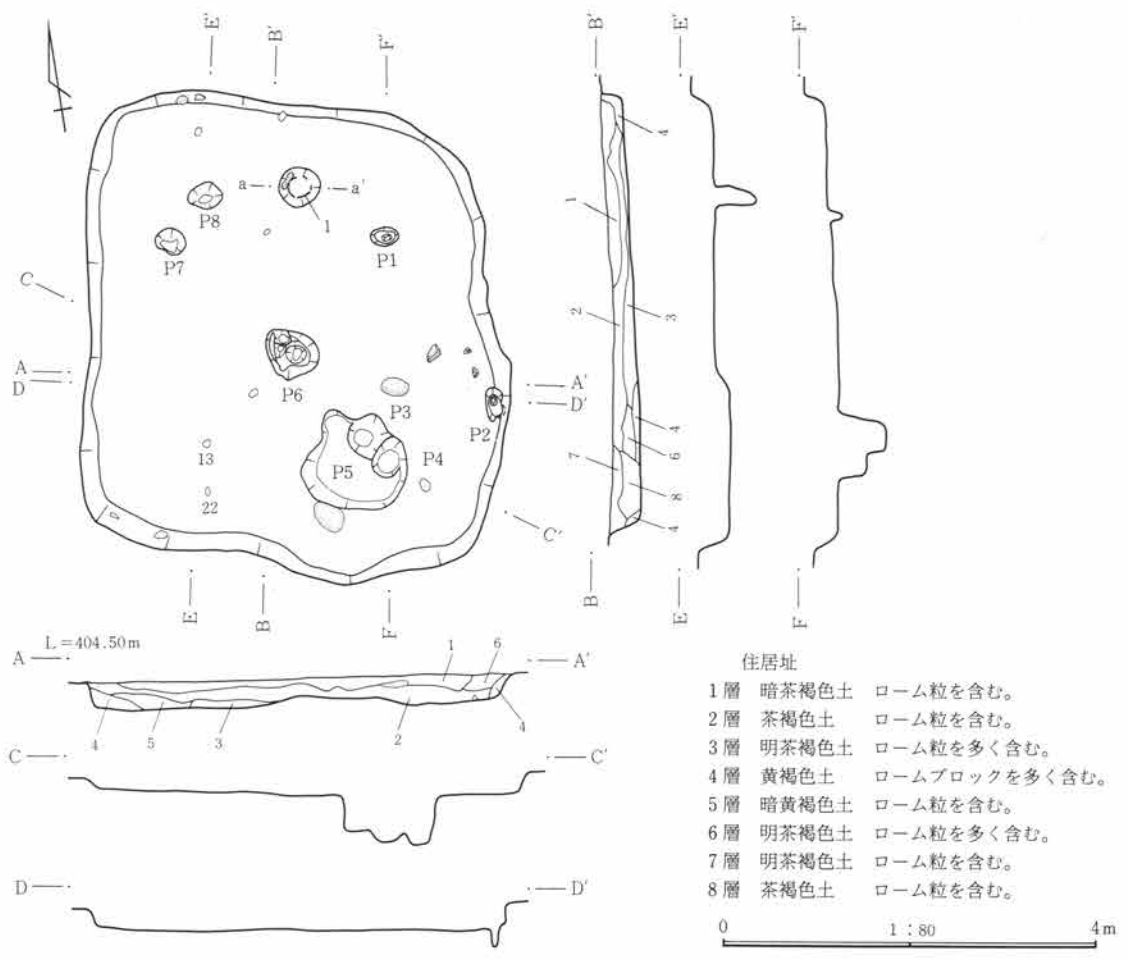 E' B' F'
B' E' F'
a a'
1
P8
P7
P1
C
A
D
A'
D'
P6
P3
P2
P5
P4
13
22
C'
E B F
4
1
2
3
4
6
7
8
4
B E F
L=404.50m
A A'
1 6
4 5 3 2 4
C C'
D D'
住居址
1層 暗茶褐色土 ローム粒を含む。
2層 茶褐色土 ローム粒を含む。
3層 明茶褐色土 ローム粒を多く含む。
4層 黄褐色土 ロームブロックを多く含む。
5層 暗黄褐色土 ローム粒を含む。
6層 明茶褐色土 ローム粒を多く含む。
7層 明茶褐色土 ローム粒を含む。
8層 茶褐色土 ローム粒を含む。
0 1:80 4m